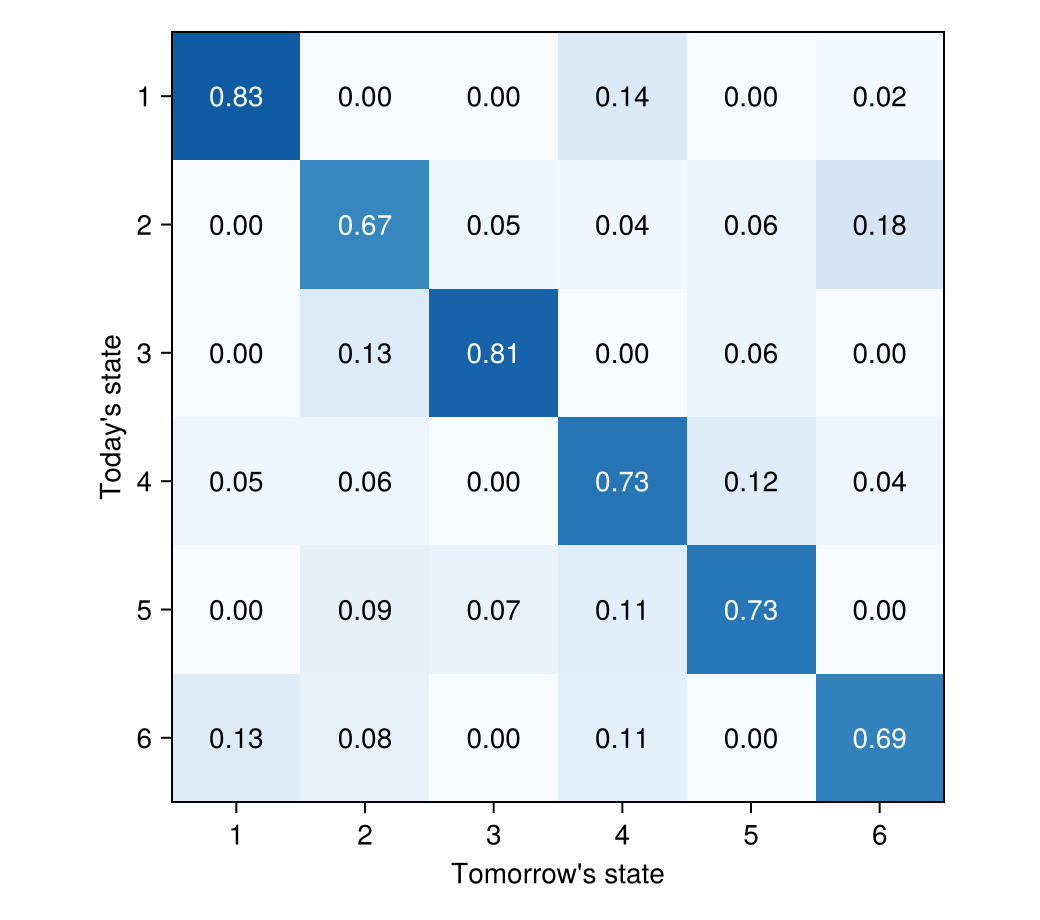 1 0.83 0.00 0.00 0.14 0.00 0.02
2 0.00 0.67 0.05 0.04 0.06 0.18
3 0.00 0.13 0.81 0.00 0.06 0.00
Today's state
4 0.05 0.06 0.00 0.73 0.12 0.04
5 0.00 0.09 0.07 0.11 0.73 0.00
6 0.13 0.08 0.00 0.11 0.00 0.69
1 2 3 4 5 6
Tomorrow's state